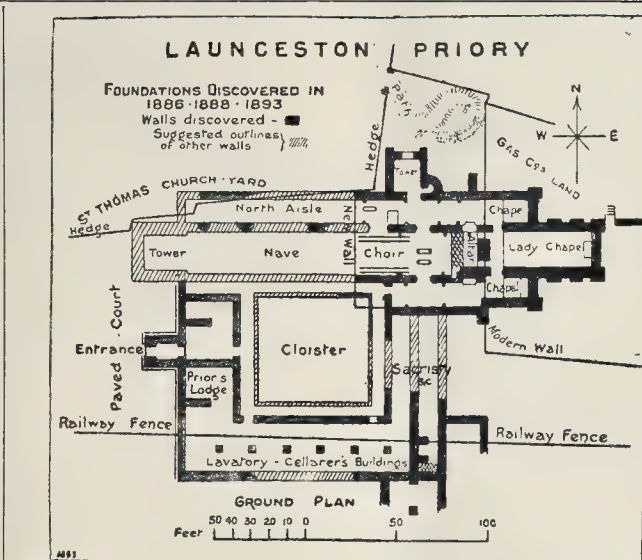 LAUNCESTON PRIORY
FOUNDATIONS DISCOVERED IN
1886 · 1888 · 1893
Walls discovered -
Suggested outlines
of other walls }
N
W
E
Path
Hedge
GAS CO'S LAND
ST THOMAS CHURCH-YARD
Hedge
Tower
North Aisle
New Wall
Chapel
Tower
Nave
Choir
Altar
Lady Chapel
Chapel
Modern Wall
Paved Court
Entrance
Cloister
Sacristy
&c
Prior's
Lodge
Railway Fence
Railway Fence
Lavatory - Cellarer's Buildings
GROUND PLAN
Feet
50 40 30 20 10 0 50 100